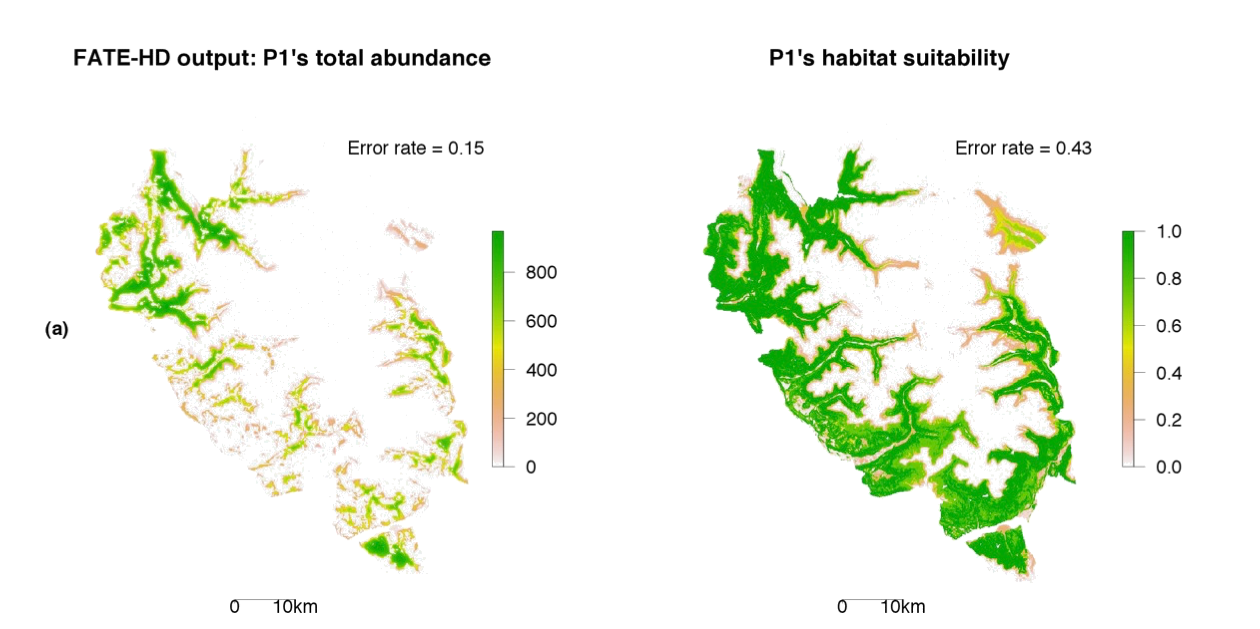 FATE-HD output: P1's total abundance
P1's habitat suitability
Error rate = 0.15
Error rate = 0.43
(a)
800
600
400
200
0
1.0
0.8
0.6
0.4
0.2
0.0
0 10km
0 10km